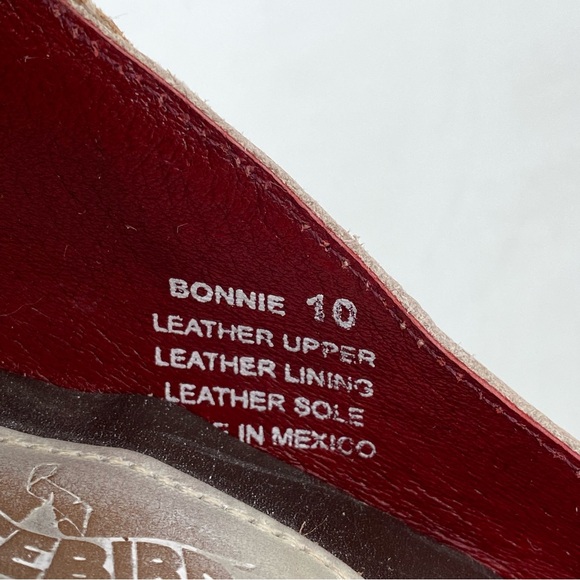 BONNIE 10
LEATHER UPPER
LEATHER LINING
LEATHER SOLE
IN MEXICO